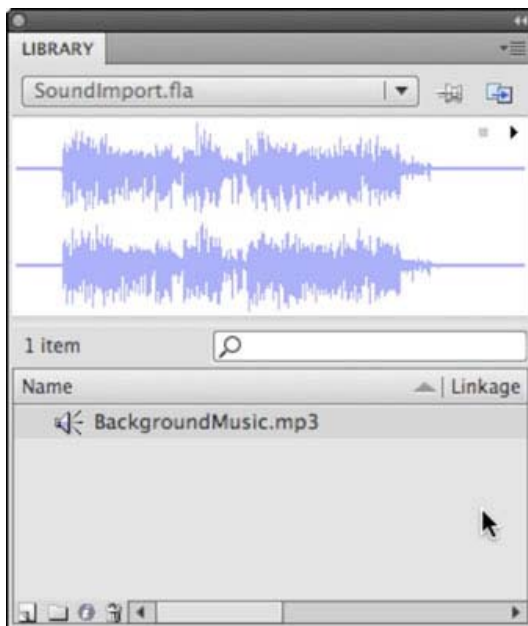 LIBRARY
SoundImport.fla
1 item
Name Linkage
BackgroundMusic.mp3